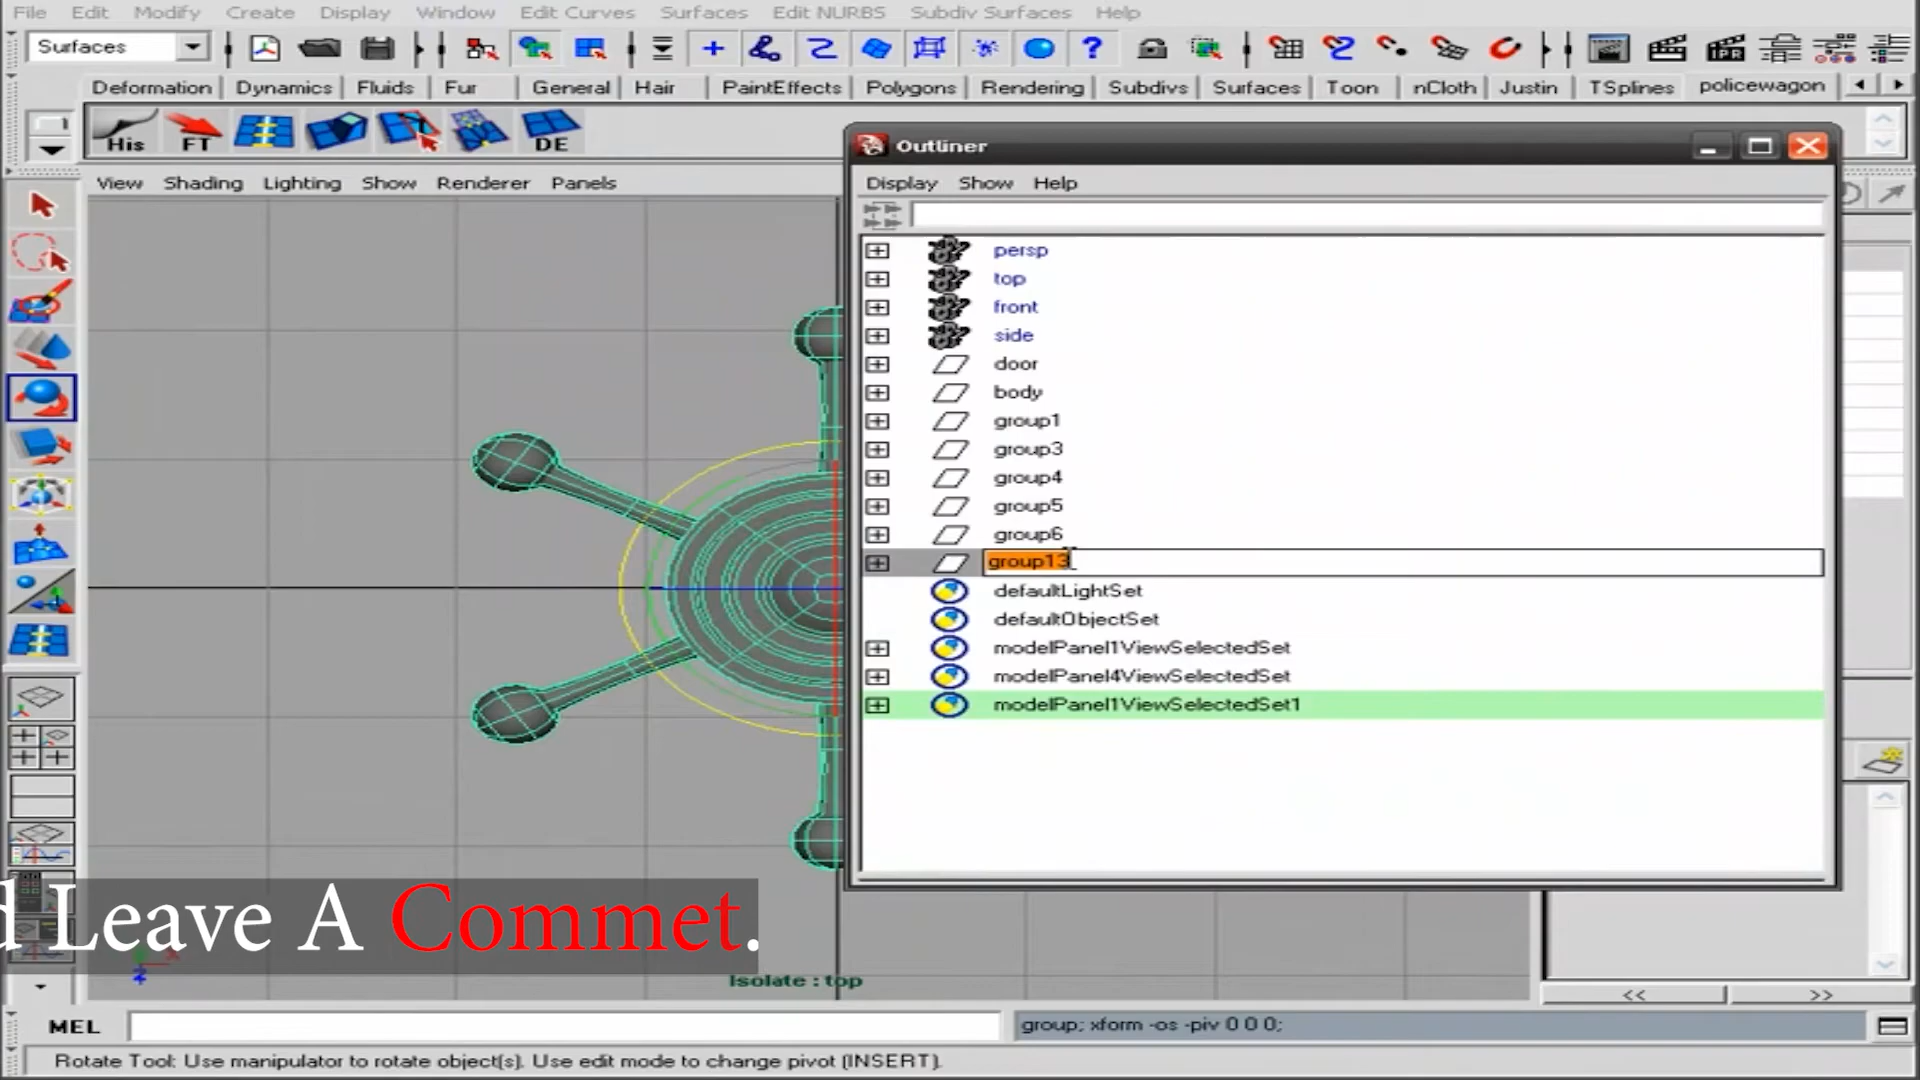 File Edit Modify Create Display Window Edit Curves Surfaces Edit NURBS Subdiv Surfaces Help
Surfaces
Deformation Dynamics Fluids Fur General Hair PaintEffects Polygons Rendering Subdivs Surfaces Toon nCloth Justin TSplines policewagon
His FT DE
Outliner
View Shading Lighting Show Renderer Panels
Display Show Help
persp
top
front
side
door
body
group1
group3
group4
group5
group6
group13
defaultLightSet
defaultObjectSet
modelPanel1ViewSelectedSet
modelPanel4ViewSelectedSet
modelPanel1ViewSelectedSet1
d Leave A Commet.
Isolate : top
<< >>
MEL group; xform -os -piv 0 0 0;
Rotate Tool: Use manipulator to rotate object(s). Use edit mode to change pivot (INSERT).